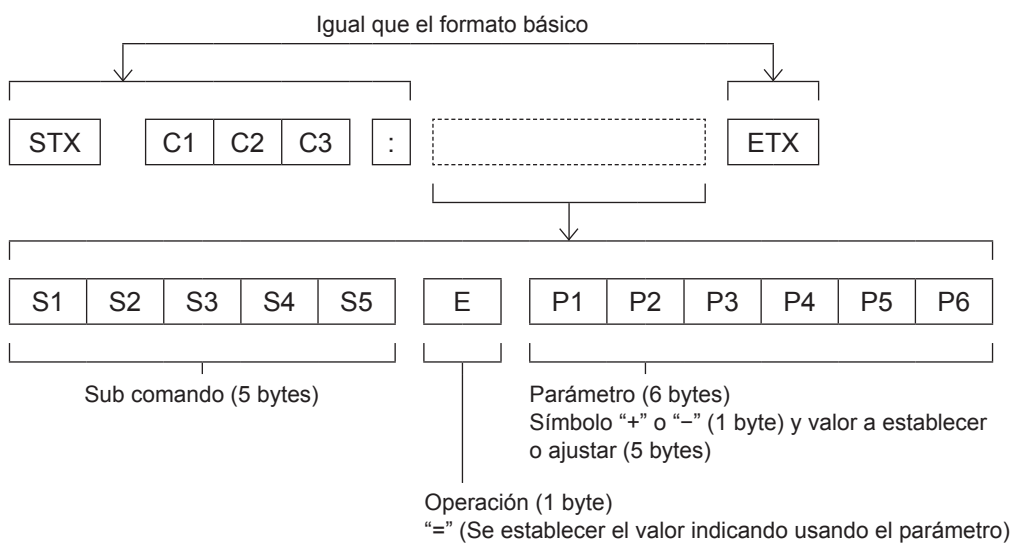 Igual que el formato básico
STX C1 C2 C3 : ETX
S1 S2 S3 S4 S5 E P1 P2 P3 P4 P5 P6
Sub comando (5 bytes)
Parámetro (6 bytes)
Símbolo “+” o “−” (1 byte) y valor a establecer
o ajustar (5 bytes)
Operación (1 byte)
“=” (Se establecer el valor indicando usando el parámetro)